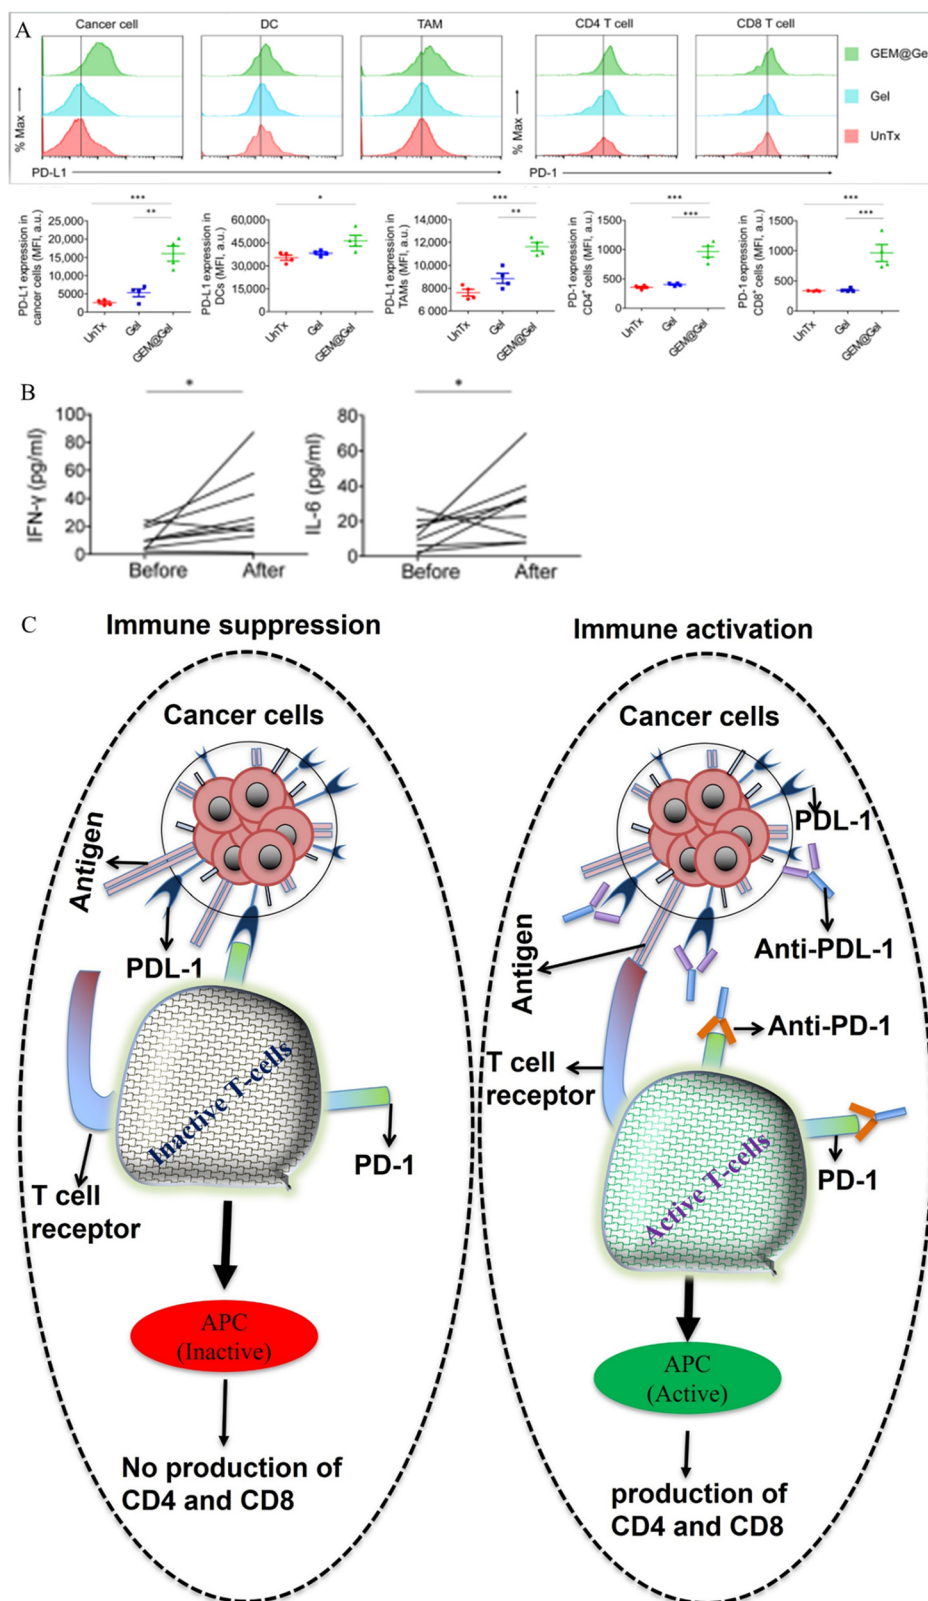 A
Cancer cell
DC
TAM
CD4 T cell
CD8 T cell
GEM@Gel
Gel
UnTx
% Max
% Max
PD-L1
PD-1
***
**
PD-L1 expression in
cancer cells (MFI, a.u.)
25,000
20,000
15,000
10,000
5000
0
UnTx
Gel
GEM@Gel
*
PD-L1 expression in
DCs (MFI, a.u.)
60,000
45,000
30,000
15,000
0
UnTx
Gel
GEM@Gel
***
**
PD-L1 expression in
TAMs (MFI, a.u.)
14,000
12,000
10,000
8000
6 000
UnTx
Gel
GEM@Gel
***
***
PD-1 expression in
CD4+ cells (MFI, a.u.)
1500
1000
500
0
UnTx
Gel
GEM@Gel
***
***
PD-1 expression in
CD8+ cells (MFI, a.u.)
1500
1000
500
0
UnTx
Gel
GEM@Gel
B
*
IFN-γ (pg/ml)
100
80
60
40
20
0
Before
After
*
IL-6 (pg/ml)
80
60
40
20
0
Before
After
C
Immune suppression
Cancer cells
Antigen
PDL-1
Inactive T-cells
PD-1
T cell
receptor
APC
(Inactive)
No production of
CD4 and CD8
Immune activation
Cancer cells
PDL-1
Anti-PDL-1
Antigen
Anti-PD-1
T cell
receptor
Active T-cells
PD-1
APC
(Active)
production of
CD4 and CD8